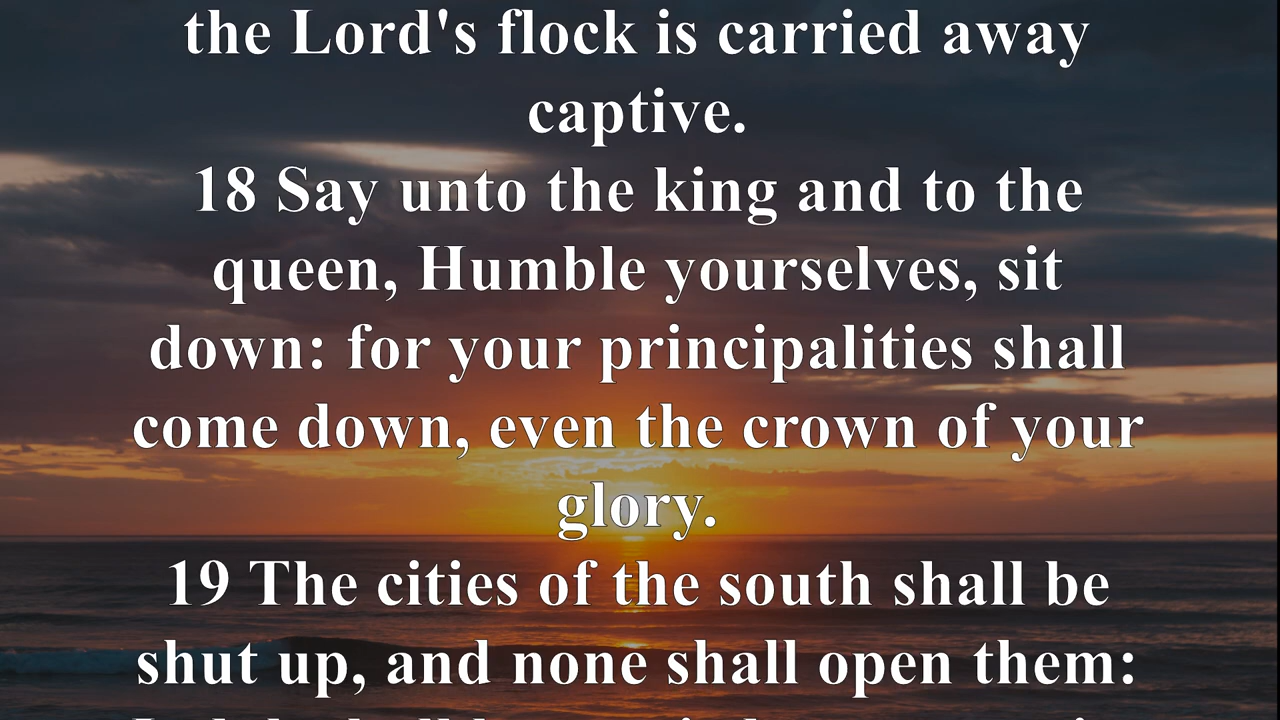 the Lord's flock is carried away
captive.
18 Say unto the king and to the
queen, Humble yourselves, sit
down: for your principalities shall
come down, even the crown of your
glory.
19 The cities of the south shall be
shut up, and none shall open them: